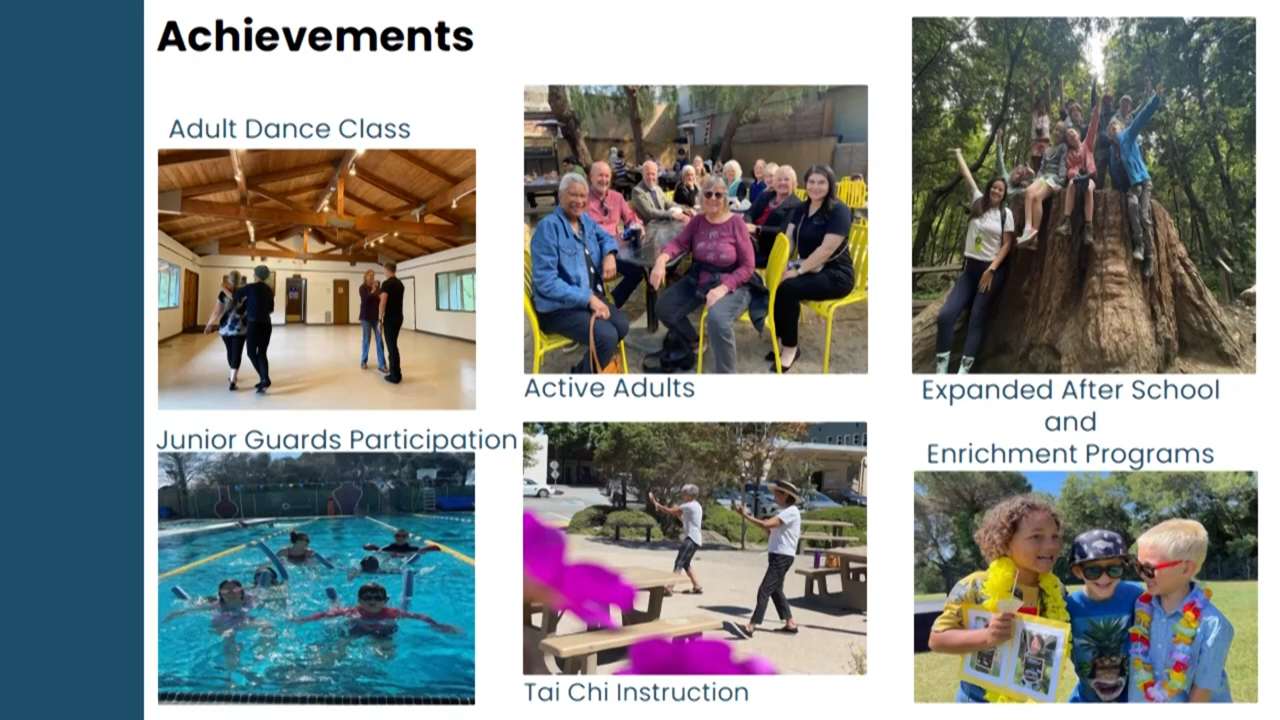 Achievements
Adult Dance Class
Active Adults
Expanded After School
and
Enrichment Programs
Junior Guards Participation
Tai Chi Instruction